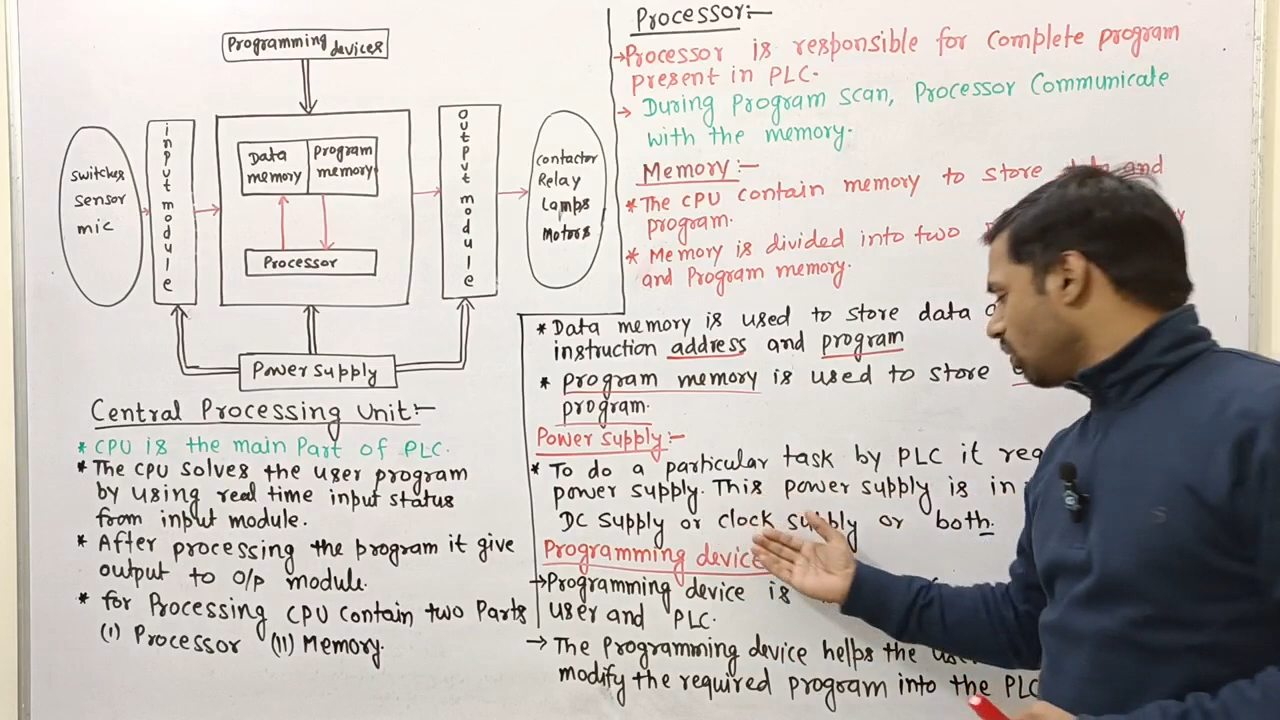 Programming devices
switches
sensor
mic
input module
Data
memory
program
memory
Processor
output module
contactor
Relay
Lamps
Motors
Power supply
Central Processing Unit:-
* CPU is the main Part of PLC.
* The CPU solves the user program
by using real time input status
from input module.
* After processing the program it give
output to O/p module.
* for Processing CPU contain two Parts
(I) Processor (II) Memory.
Processor:-
→Processor is responsible for complete program
present in PLC.
→ During Program scan, Processor Communicate
with the memory.
Memory:-
* The CPU contain memory to store data and
program.
* Memory is divided into two
and Program memory.
* Data memory is used to store data
instruction address and program
* program memory is used to store
program.
Power supply:-
* To do a particular task by PLC it
power supply. This power supply is in
DC Supply or clock supply or both.
Programming device
→Programming device is
user and PLC.
→ The Programming device helps the
modify the required program into the PLC